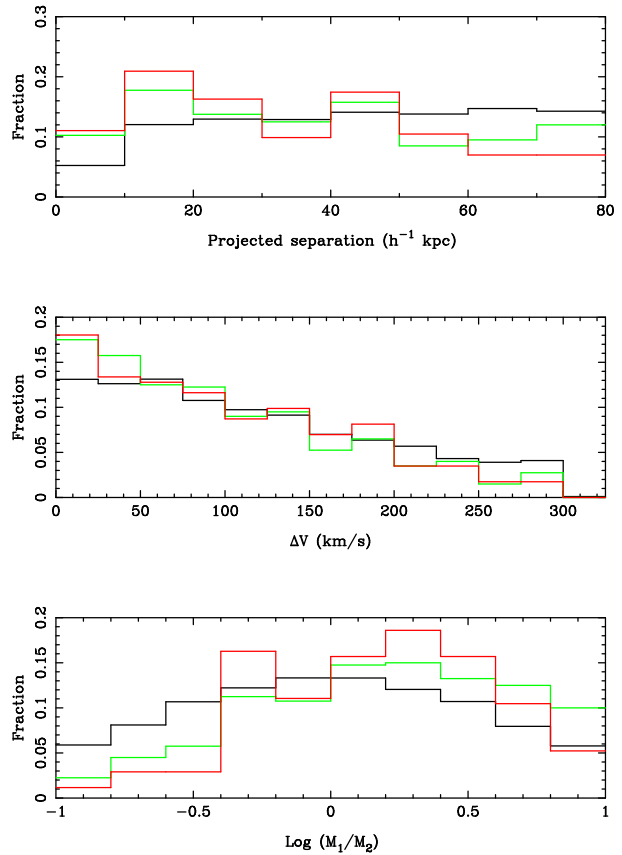 0.3
0.2
0.1
0
Fraction
0 20 40 60 80
Projected separation (h⁻¹ kpc)
0.2
0.15
0.1
0.05
0
Fraction
0 50 100 150 200 250 300
ΔV (km/s)
0.2
0.15
0.1
0.05
0
Fraction
−1 −0.5 0 0.5 1
Log (M₁/M₂)